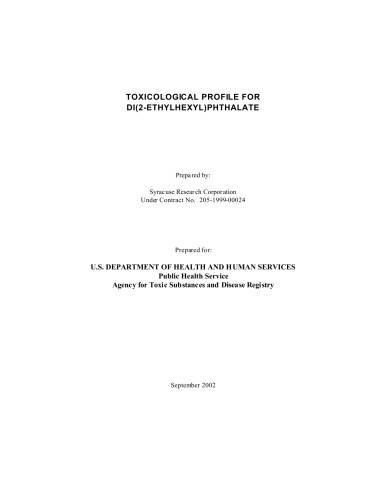 TOXICOLOGICAL PROFILE FOR
DI(2-ETHYLHEXYL)PHTHALATE
Prepared by:
Syracuse Research Corporation
Under Contract No. 205-1999-00024
Prepared for:
U.S. DEPARTMENT OF HEALTH AND HUMAN SERVICES
Public Health Service
Agency for Toxic Substances and Disease Registry
September 2002